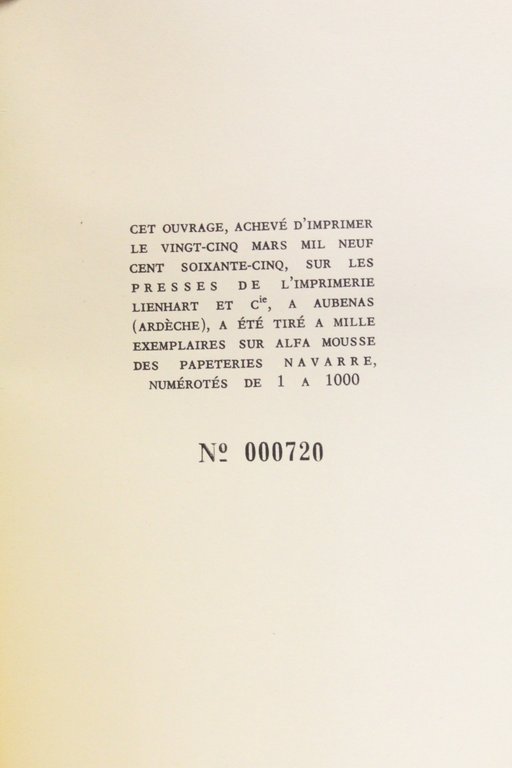 CET OUVRAGE, ACHEVÉ D'IMPRIMER
LE VINGT-CINQ MARS MIL NEUF
CENT SOIXANTE-CINQ, SUR LES
PRESSES DE L'IMPRIMERIE
LIENHART ET Cie, A AUBENAS
(ARDÈCHE), A ÉTÉ TIRÉ A MILLE
EXEMPLAIRES SUR ALFA MOUSSE
DES PAPETERIES NAVARRE,
NUMÉROTÉS DE 1 A 1000
Nº 000720